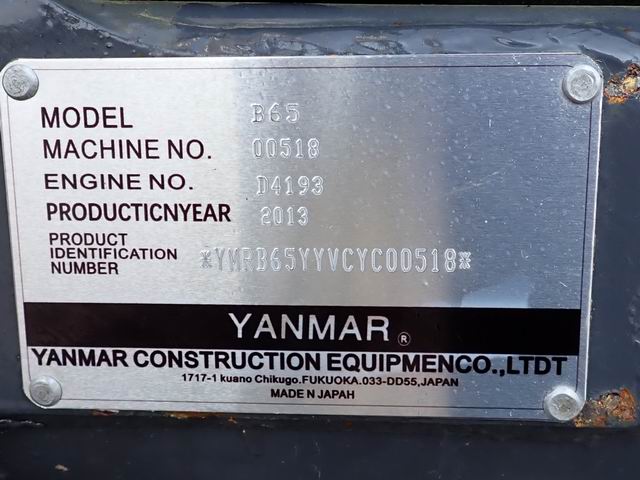 MODEL B65
MACHINE NO. 00518
ENGINE NO. D4193
PRODUCTICNYEAR 2013
PRODUCT
IDENTIFICATION
NUMBER
*YMRB65YYVCYC00518*
YANMAR®
YANMAR CONSTRUCTION EQUIPMENCO.,LTDT
1717-1 kuano Chikugo.FUKUOKA.033-DD55,JAPAN
MADE N JAPAH